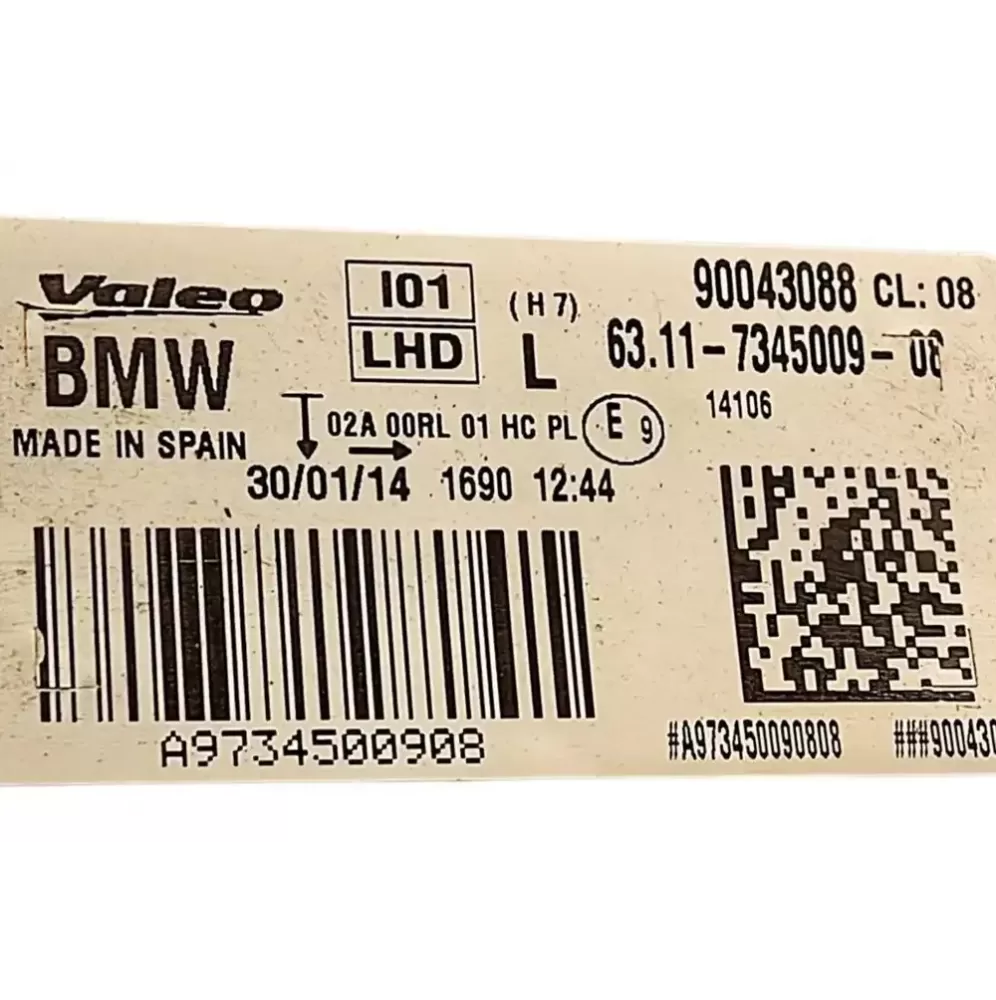 Valeo
I01
(H7)
90043088 CL: 08
BMW
LHD
L
63.11-7345009-08
14106
MADE IN SPAIN
02A 00RL 01 HC PL E 9
30/01/14 1690 12:44
A9734500908
#A973450090808 ###900430